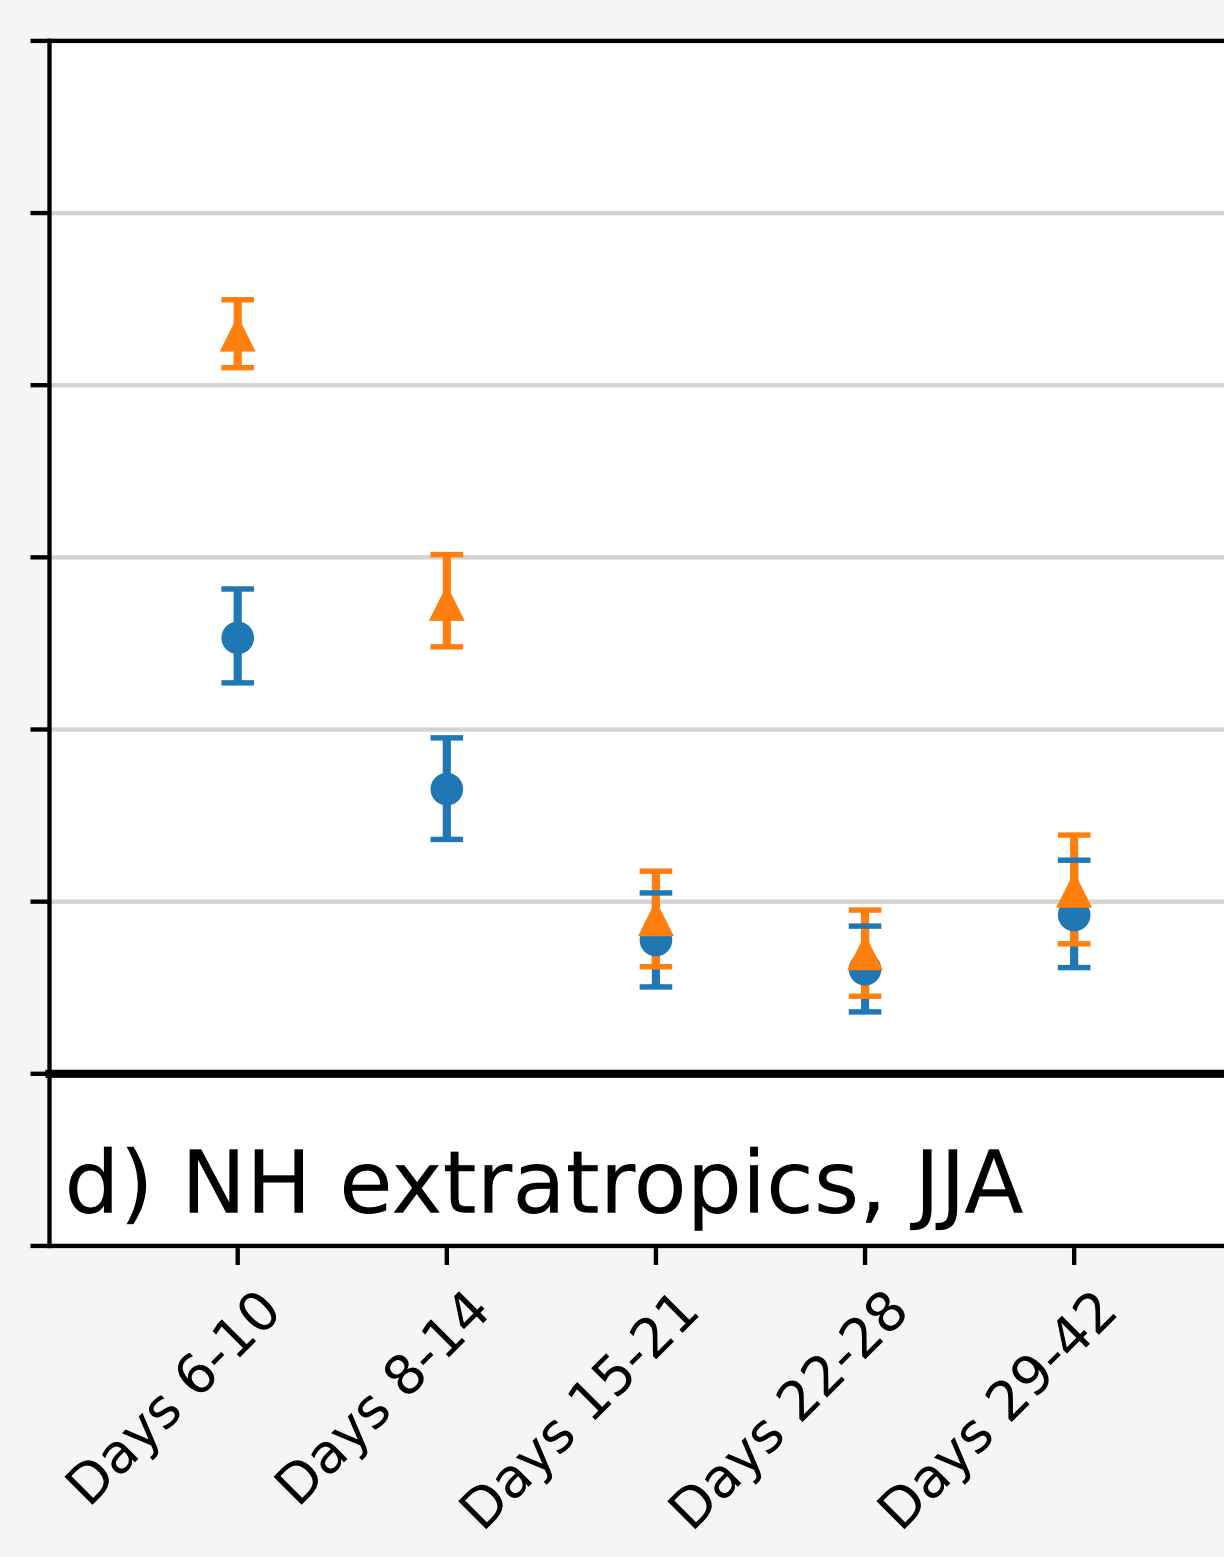 d) NH extratropics, JJA
Days 6-10
Days 8-14
Days 15-21
Days 22-28
Days 29-42